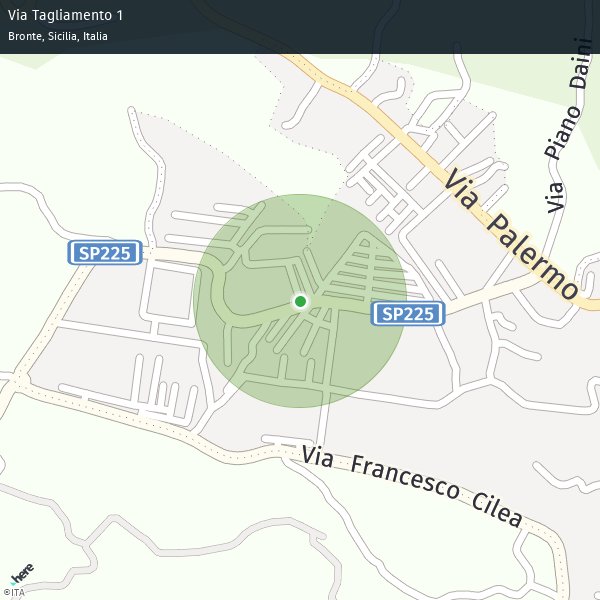 Via Tagliamento 1
Bronte, Sicilia, Italia
Via Piano Daini
Via Palermo
SP225
SP225
Via Francesco Cilea
here
©ITA